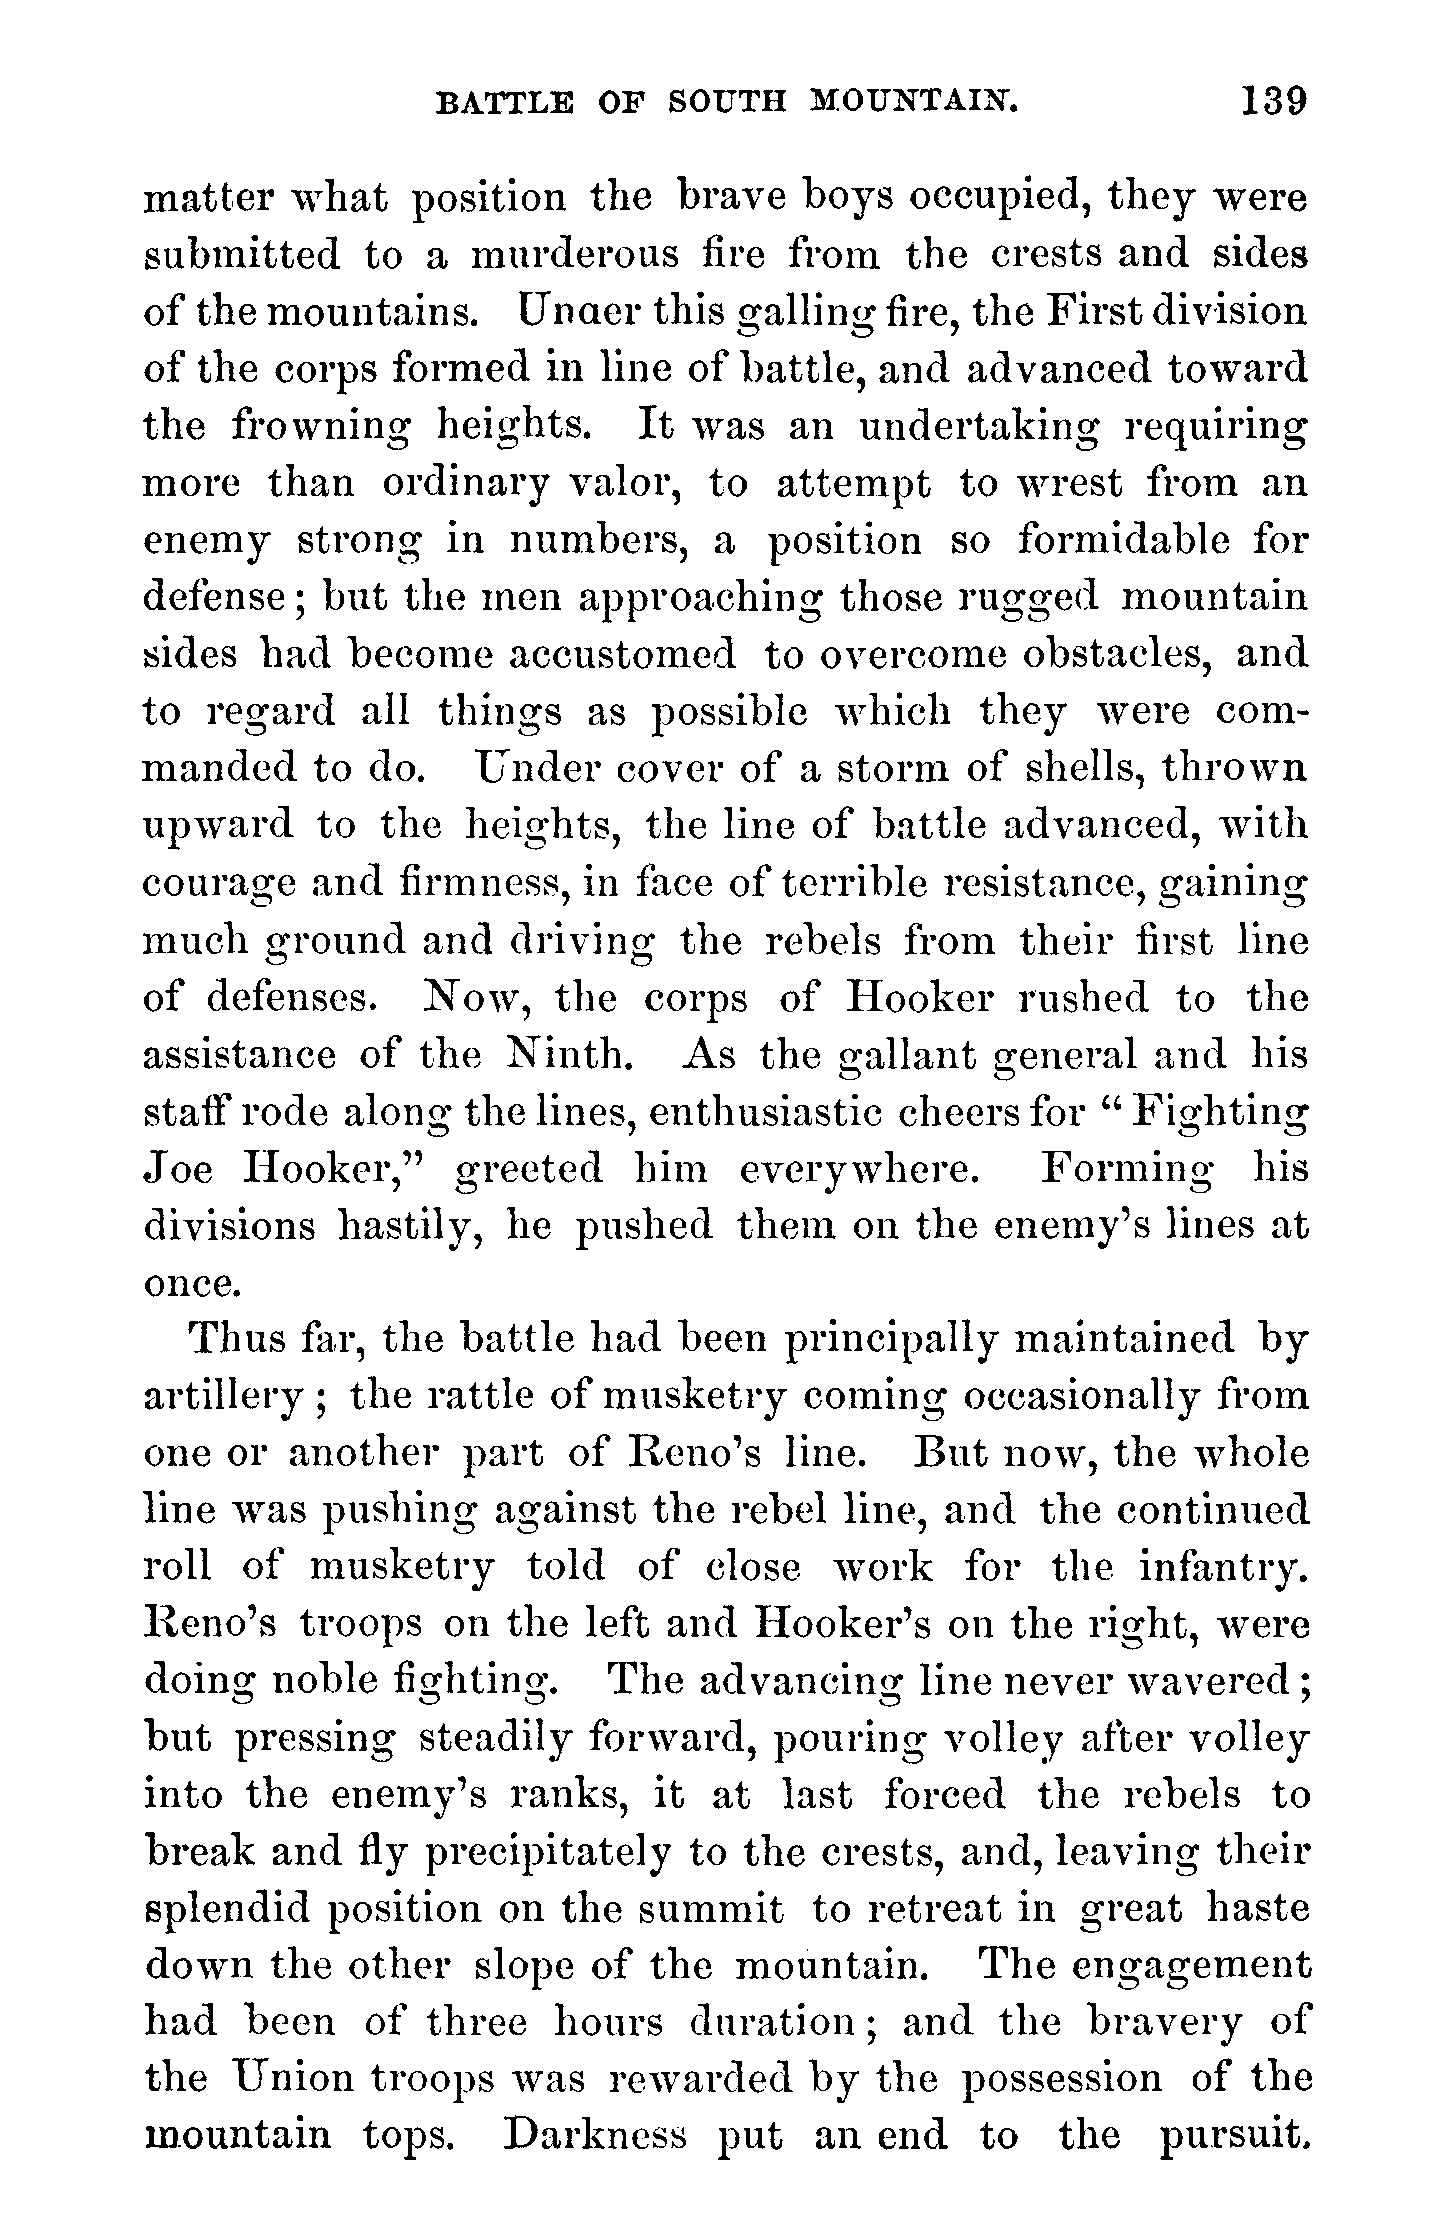 BATTLE OF SOUTH MOUNTAIN. 139
matter what position the brave boys occupied, they were
submitted to a murderous fire from the crests and sides
of the mountains. Under this galling fire, the First division
of the corps formed in line of battle, and advanced toward
the frowning heights. It was an undertaking requiring
more than ordinary valor, to attempt to wrest from an
enemy strong in numbers, a position so formidable for
defense; but the men approaching those rugged mountain
sides had become accustomed to overcome obstacles, and
to regard all things as possible which they were com-
manded to do. Under cover of a storm of shells, thrown
upward to the heights, the line of battle advanced, with
courage and firmness, in face of terrible resistance, gaining
much ground and driving the rebels from their first line
of defenses. Now, the corps of Hooker rushed to the
assistance of the Ninth. As the gallant general and his
staff rode along the lines, enthusiastic cheers for “Fighting
Joe Hooker,” greeted him everywhere. Forming his
divisions hastily, he pushed them on the enemy’s lines at
once.
Thus far, the battle had been principally maintained by
artillery; the rattle of musketry coming occasionally from
one or another part of Reno’s line. But now, the whole
line was pushing against the rebel line, and the continued
roll of musketry told of close work for the infantry.
Reno’s troops on the left and Hooker’s on the right, were
doing noble fighting. The advancing line never wavered;
but pressing steadily forward, pouring volley after volley
into the enemy’s ranks, it at last forced the rebels to
break and fly precipitately to the crests, and, leaving their
splendid position on the summit to retreat in great haste
down the other slope of the mountain. The engagement
had been of three hours duration; and the bravery of
the Union troops was rewarded by the possession of the
mountain tops. Darkness put an end to the pursuit.